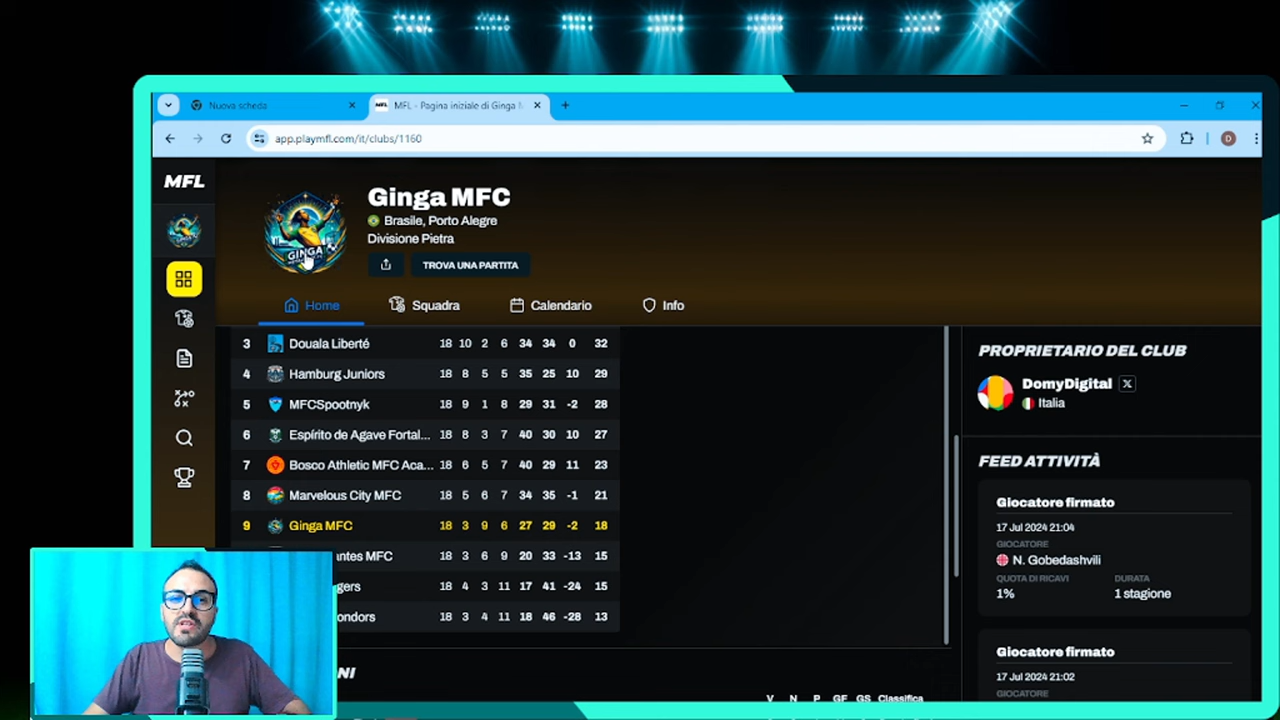 Nuova scheda
MFL - Pagina iniziale di Ginga
app.playmfl.com/it/clubs/1160
D
MFL
GINGA
Ginga MFC
Brasile, Porto Alegre
Divisione Pietra
TROVA UNA PARTITA
Home Squadra Calendario Info
3 Douala Liberté 18 10 2 6 34 34 0 32
4 Hamburg Juniors 18 8 5 5 35 25 10 29
5 MFCSpootnyk 18 9 1 8 29 31 -2 28
6 Espírito de Agave Fortal... 18 8 3 7 40 30 10 27
7 Bosco Athletic MFC Aca... 18 6 5 7 40 29 11 23
8 Marvelous City MFC 18 5 6 7 34 35 -1 21
9 Ginga MFC 18 3 9 6 27 29 -2 18
antes MFC 18 3 6 9 20 33 -13 15
gers 18 4 3 11 17 41 -24 15
ondors 18 3 4 11 18 46 -28 13
NI
V N P GF GS Classifica
PROPRIETARIO DEL CLUB
DomyDigital X
Italia
FEED ATTIVITÀ
Giocatore firmato
17 Jul 2024 21:04
GIOCATORE
N. Gobedashvili
QUOTA DI RICAVI DURATA
1% 1 stagione
Giocatore firmato
17 Jul 2024 21:02
GIOCATORE